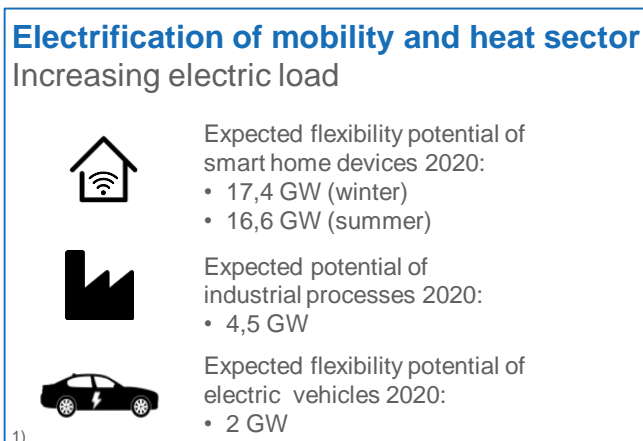 Electrification of mobility and heat sector
Increasing electric load
Expected flexibility potential of
smart home devices 2020:
• 17,4 GW (winter)
• 16,6 GW (summer)
Expected potential of
industrial processes 2020:
• 4,5 GW
Expected flexibility potential of
electric vehicles 2020:
• 2 GW
1)